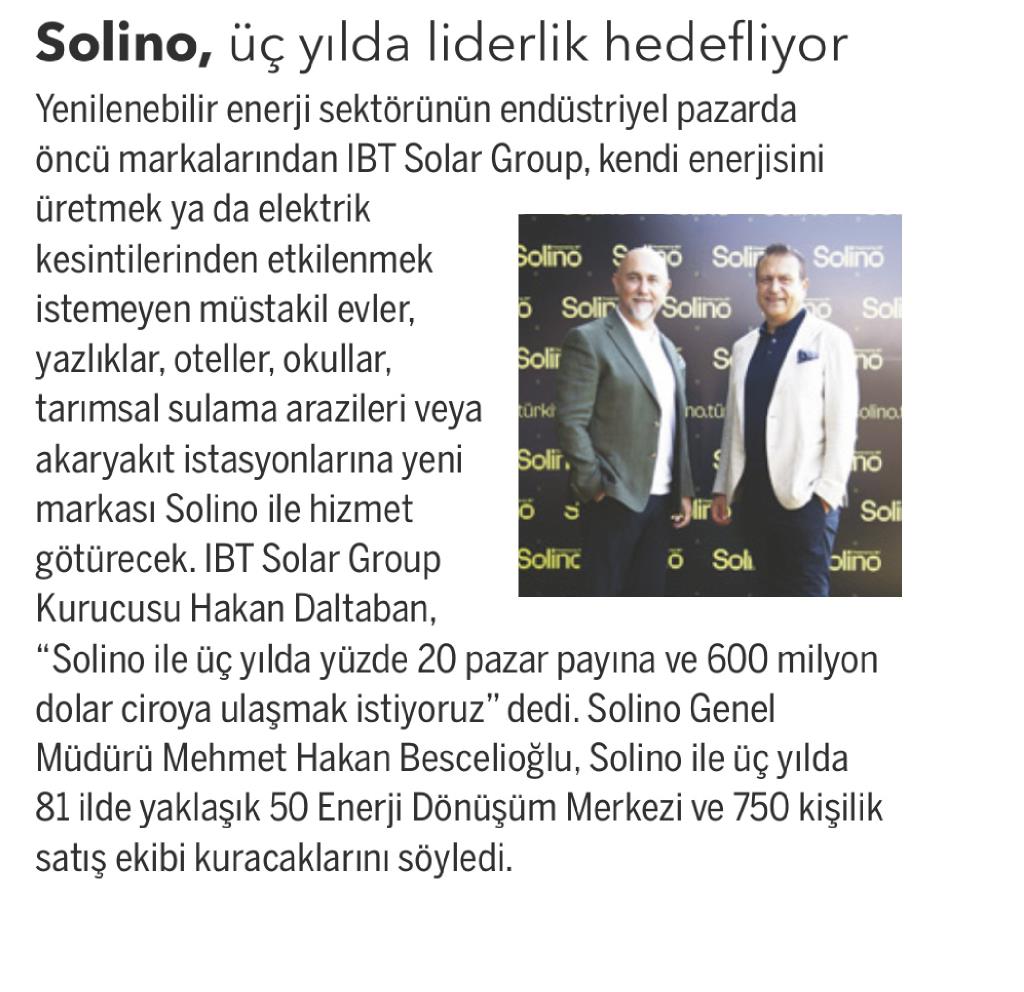 Solino, üç yılda liderlik hedefliyor
Yenilenebilir enerji sektörünün endüstriyel pazarda
öncü markalarından IBT Solar Group, kendi enerjisini
üretmek ya da elektrik
kesintilerinden etkilenmek
istemeyen müstakil evler,
yazlıklar, oteller, okullar,
tarımsal sulama arazileri veya
akaryakıt istasyonlarına yeni
markası Solino ile hizmet
götürecek. IBT Solar Group
Kurucusu Hakan Daltaban,
“Solino ile üç yılda yüzde 20 pazar payına ve 600 milyon
dolar ciroya ulaşmak istiyoruz” dedi. Solino Genel
Müdürü Mehmet Hakan Bescelioğlu, Solino ile üç yılda
81 ilde yaklaşık 50 Enerji Dönüşüm Merkezi ve 750 kişilik
satış ekibi kuracaklarını söyledi.
Solino
Solino
Solino